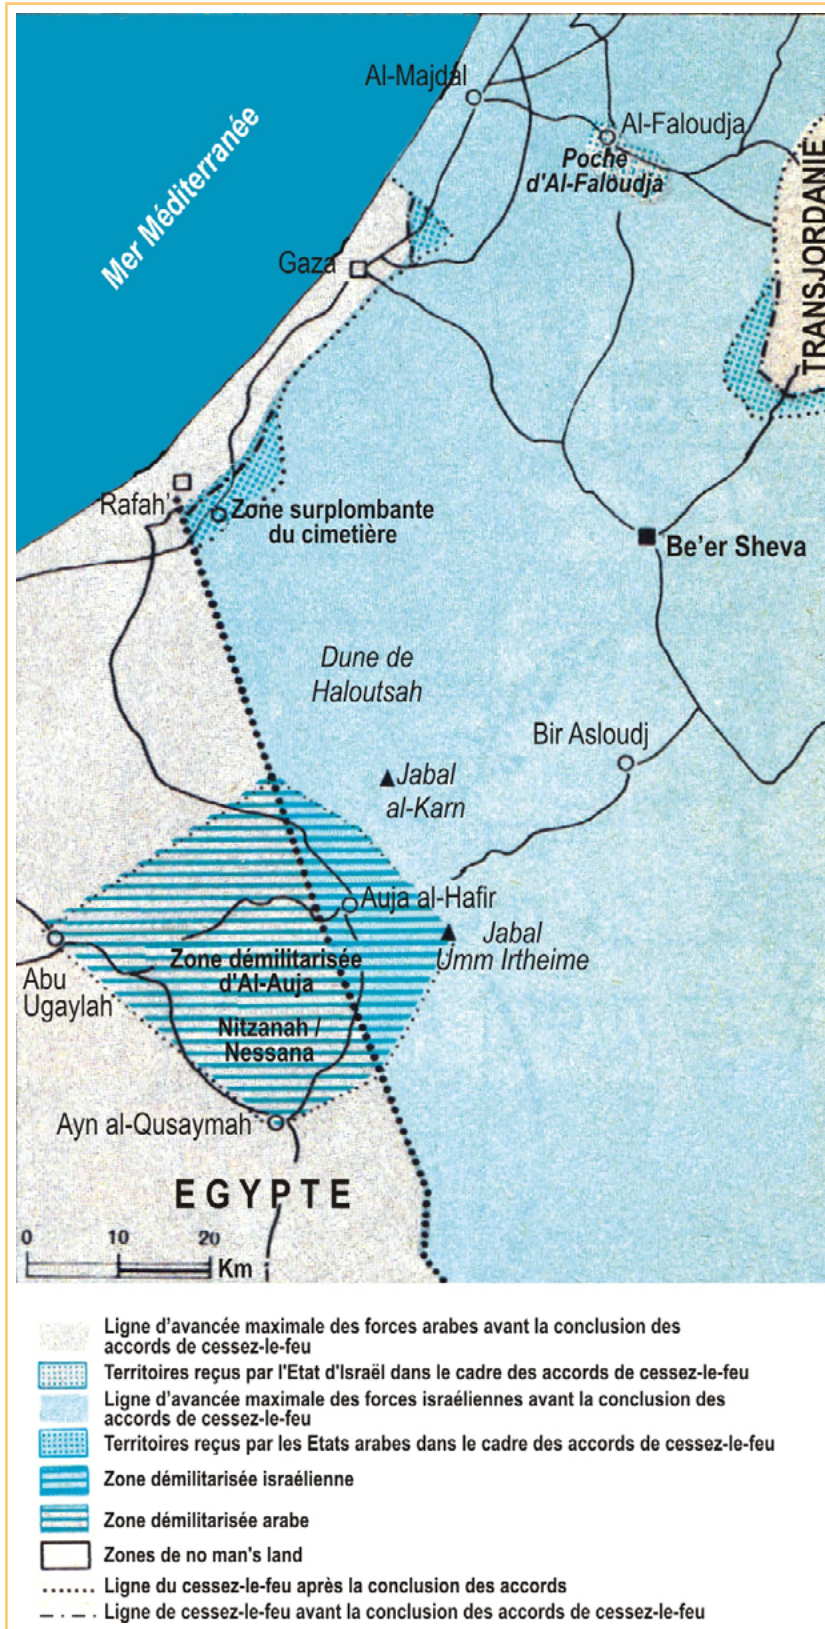 Al-Majdal
Al-Faloudja
Poche
d'Al-Faloudja
Mer Méditerranée
TRANSJORDANIE
Gaza
Rafah'
Zone surplombante
du cimetière
Be'er Sheva
Dune de
Haloutsah
Bir Asloudj
Jabal
al-Karn
Auja al-Hafir
Jabal
Umm Irtheime
Zone démilitarisée
d'Al-Auja
Abu
Ugaylah
Nitzanah /
Nessana
Ayn al-Qusaymah
EGYPTE
0 10 20
Km
Ligne d'avancée maximale des forces arabes avant la conclusion des
accords de cessez-le-feu
Territoires reçus par l'Etat d'Israël dans le cadre des accords de cessez-le-feu
Ligne d'avancée maximale des forces israéliennes avant la conclusion des
accords de cessez-le-feu
Territoires reçus par les Etats arabes dans le cadre des accords de cessez-le-feu
Zone démilitarisée israélienne
Zone démilitarisée arabe
Zones de no man's land
Ligne du cessez-le-feu après la conclusion des accords
Ligne de cessez-le-feu avant la conclusion des accords de cessez-le-feu